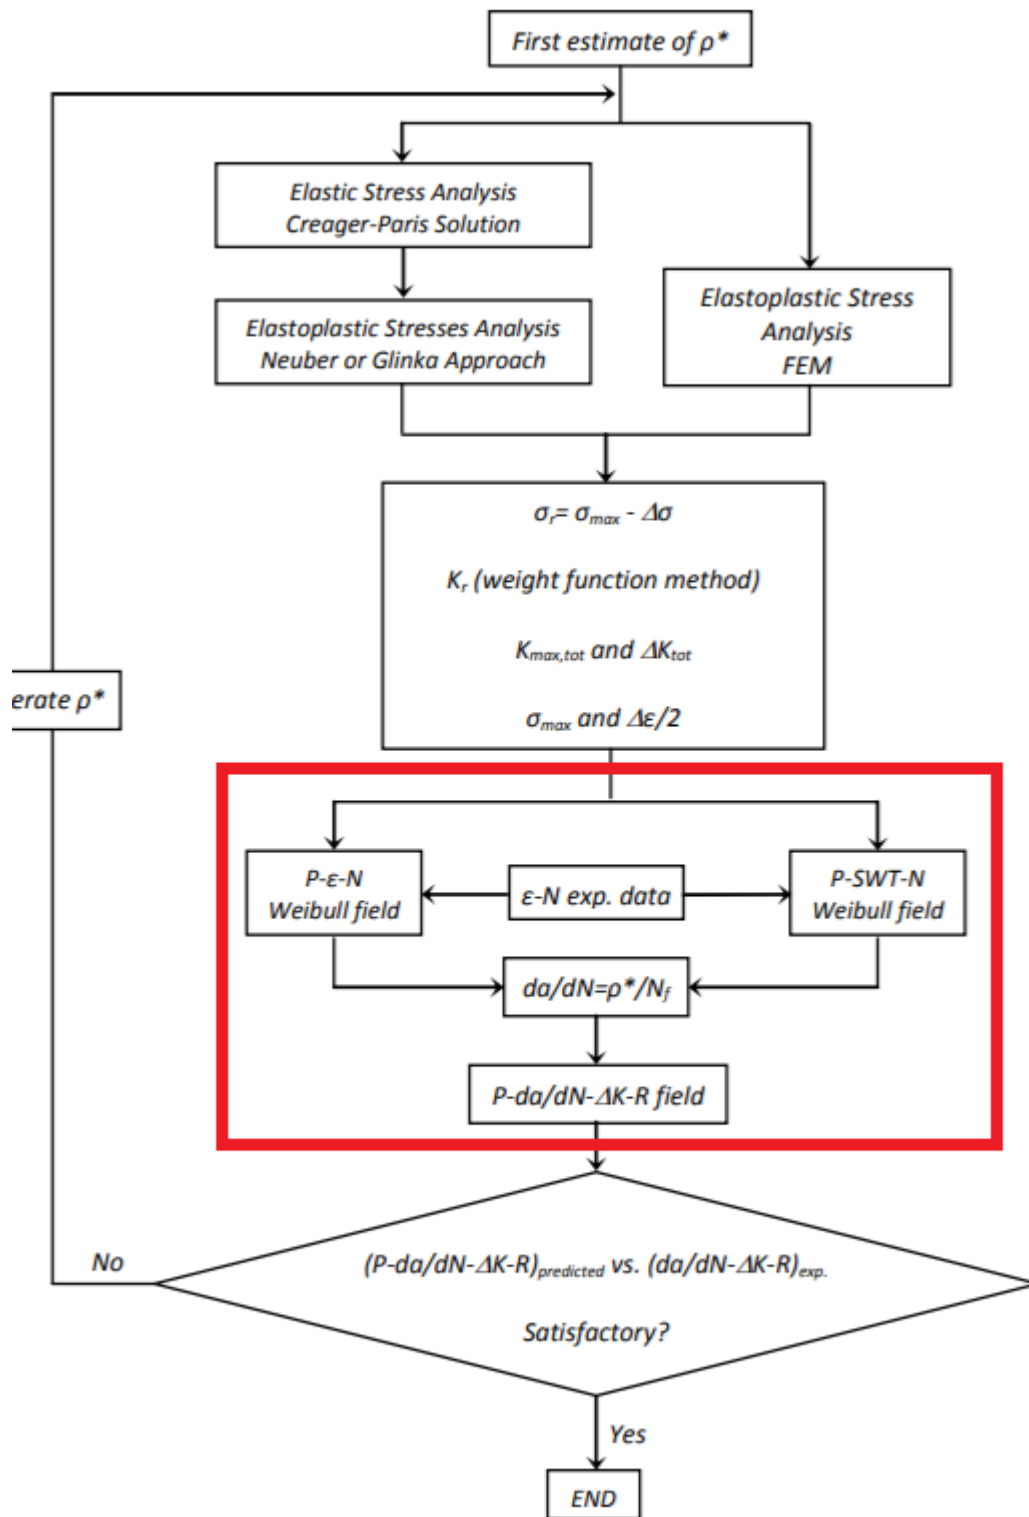 First estimate of ρ*
Elastic Stress Analysis
Creager-Paris Solution
Elastoplastic Stresses Analysis
Neuber or Glinka Approach
Elastoplastic Stress
Analysis
FEM
σr= σmax - Δσ
Kr (weight function method)
Kmax,tot and ΔKtot
σmax and Δε/2
erate ρ*
P-ε-N
Weibull field
ε-N exp. data
P-SWT-N
Weibull field
da/dN=ρ*/Nf
P-da/dN-ΔK-R field
No
(P-da/dN-ΔK-R)predicted vs. (da/dN-ΔK-R)exp.
Satisfactory?
Yes
END